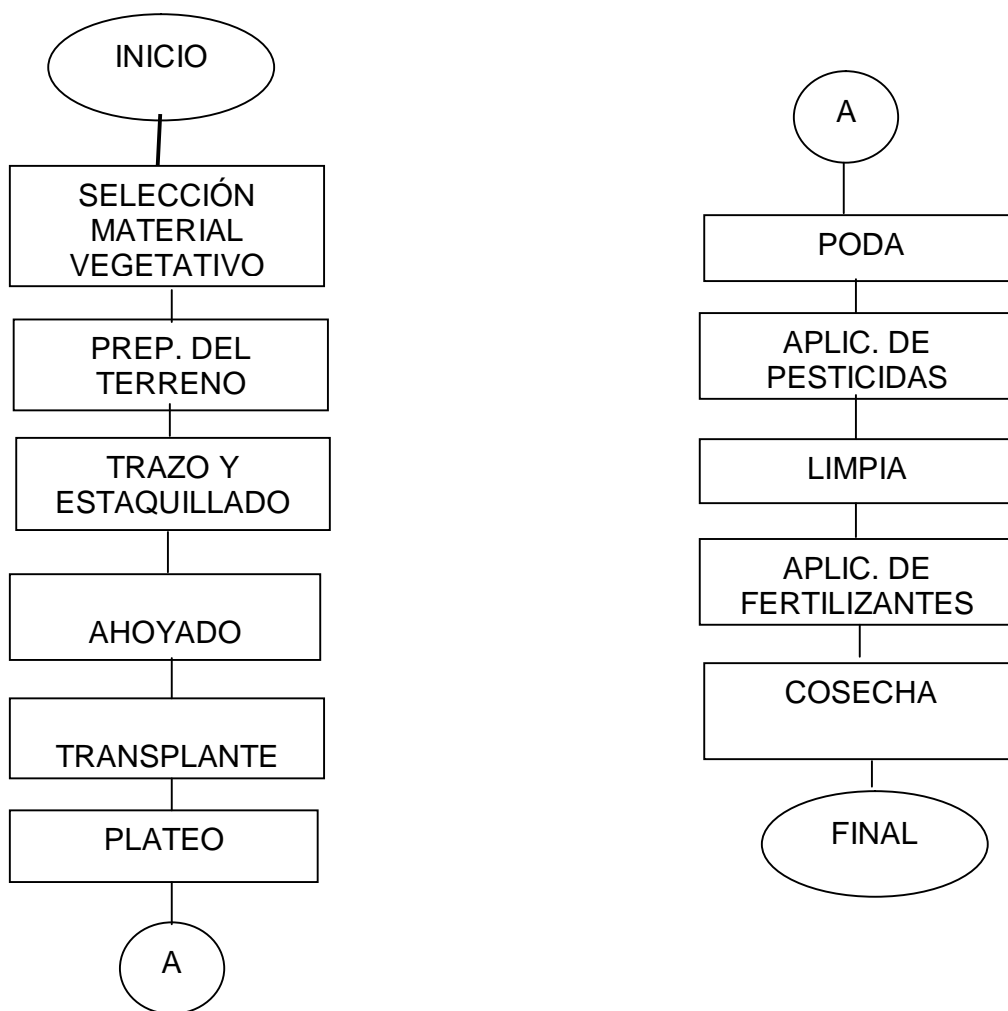 INICIO
SELECCIÓN
MATERIAL
VEGETATIVO
PREP. DEL
TERRENO
TRAZO Y
ESTAQUILLADO
AHOYADO
TRANSPLANTE
PLATEO
A
A
PODA
APLIC. DE
PESTICIDAS
LIMPIA
APLIC. DE
FERTILIZANTES
COSECHA
FINAL